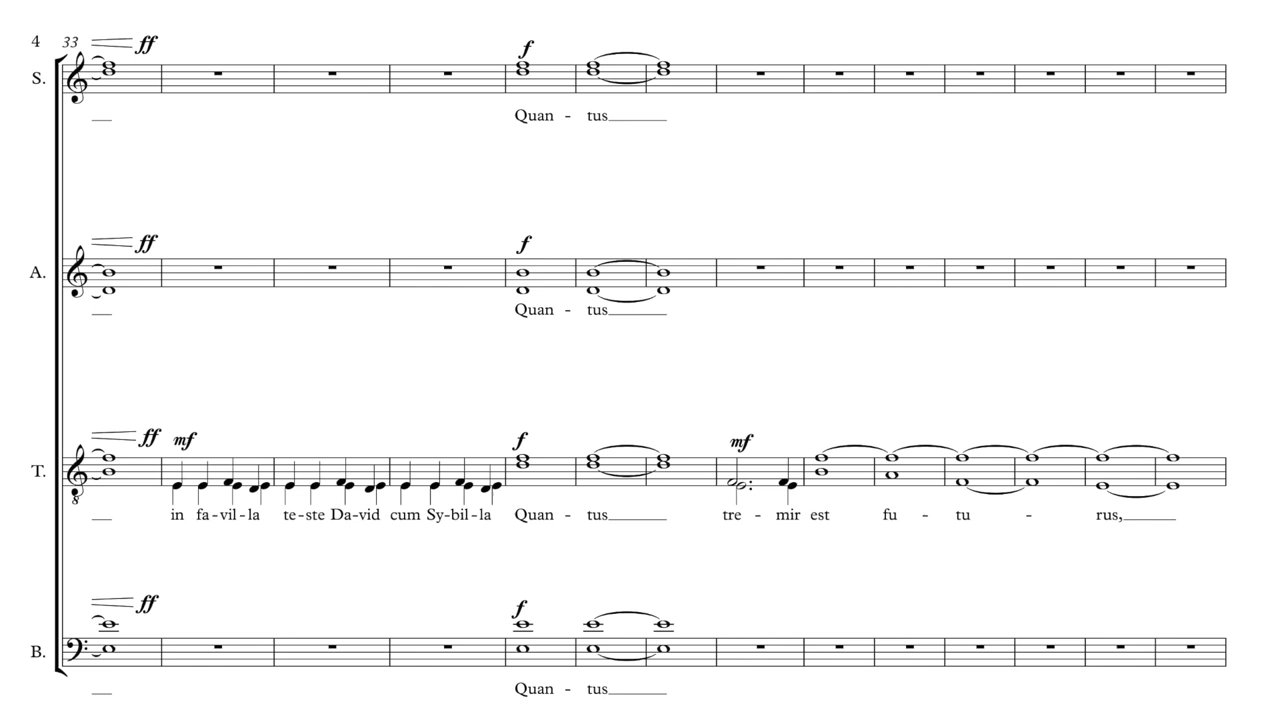 4 33 ff f
S.
Quan - tus
ff f
A.
Quan - tus
ff mf f mf
T.
8
in fa-vil-la te-ste Da-vid cum Sy-bil-la Quan - tus tre - mir est fu - tu - rus,
ff f
B.
Quan - tus